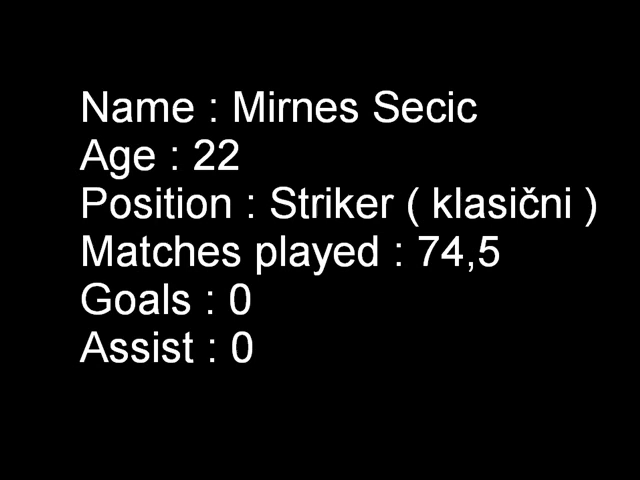 Name : Mirnes Secic
Age : 22
Position : Striker ( klasični )
Matches played : 74,5
Goals : 0
Assist : 0